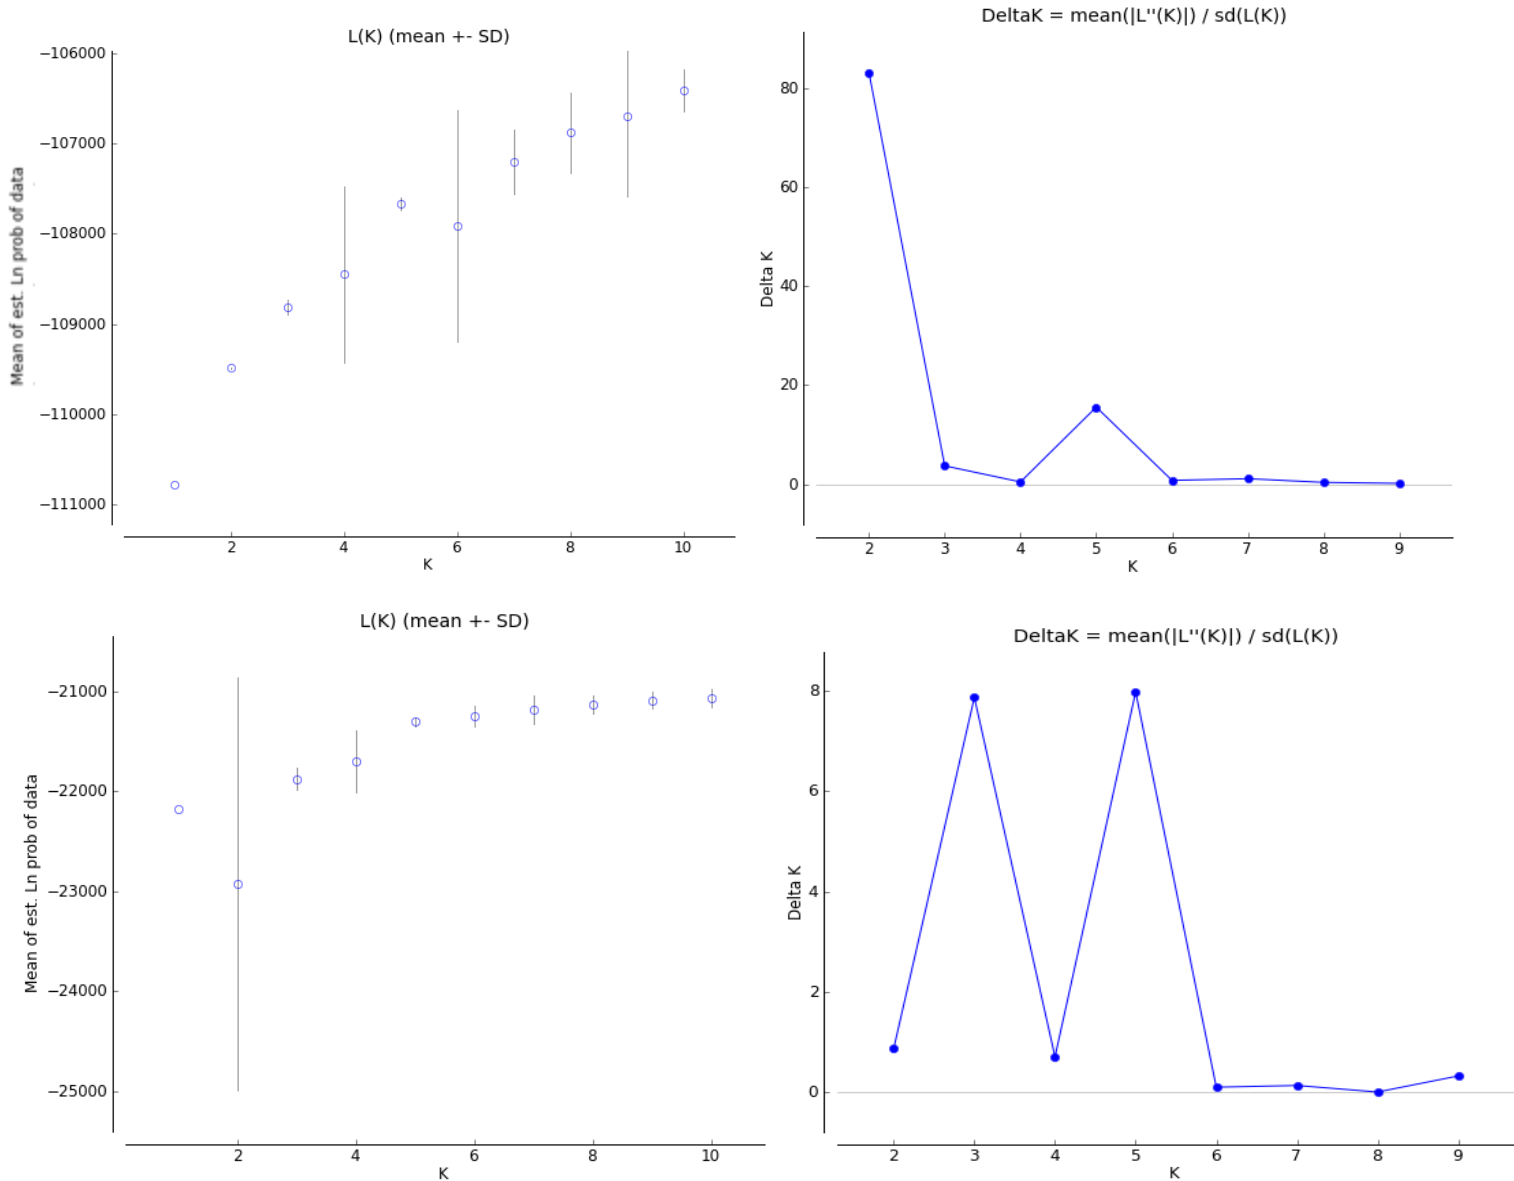 L(K) (mean +- SD)
−106000
−107000
−108000
−109000
−110000
−111000
Mean of est. Ln prob of data
2 4 6 8 10
K
DeltaK = mean(|L''(K)|) / sd(L(K))
80
60
40
20
0
Delta K
2 3 4 5 6 7 8 9
K
L(K) (mean +- SD)
−21000
−22000
−23000
−24000
−25000
Mean of est. Ln prob of data
2 4 6 8 10
K
DeltaK = mean(|L''(K)|) / sd(L(K))
8
6
4
2
0
Delta K
2 3 4 5 6 7 8 9
K